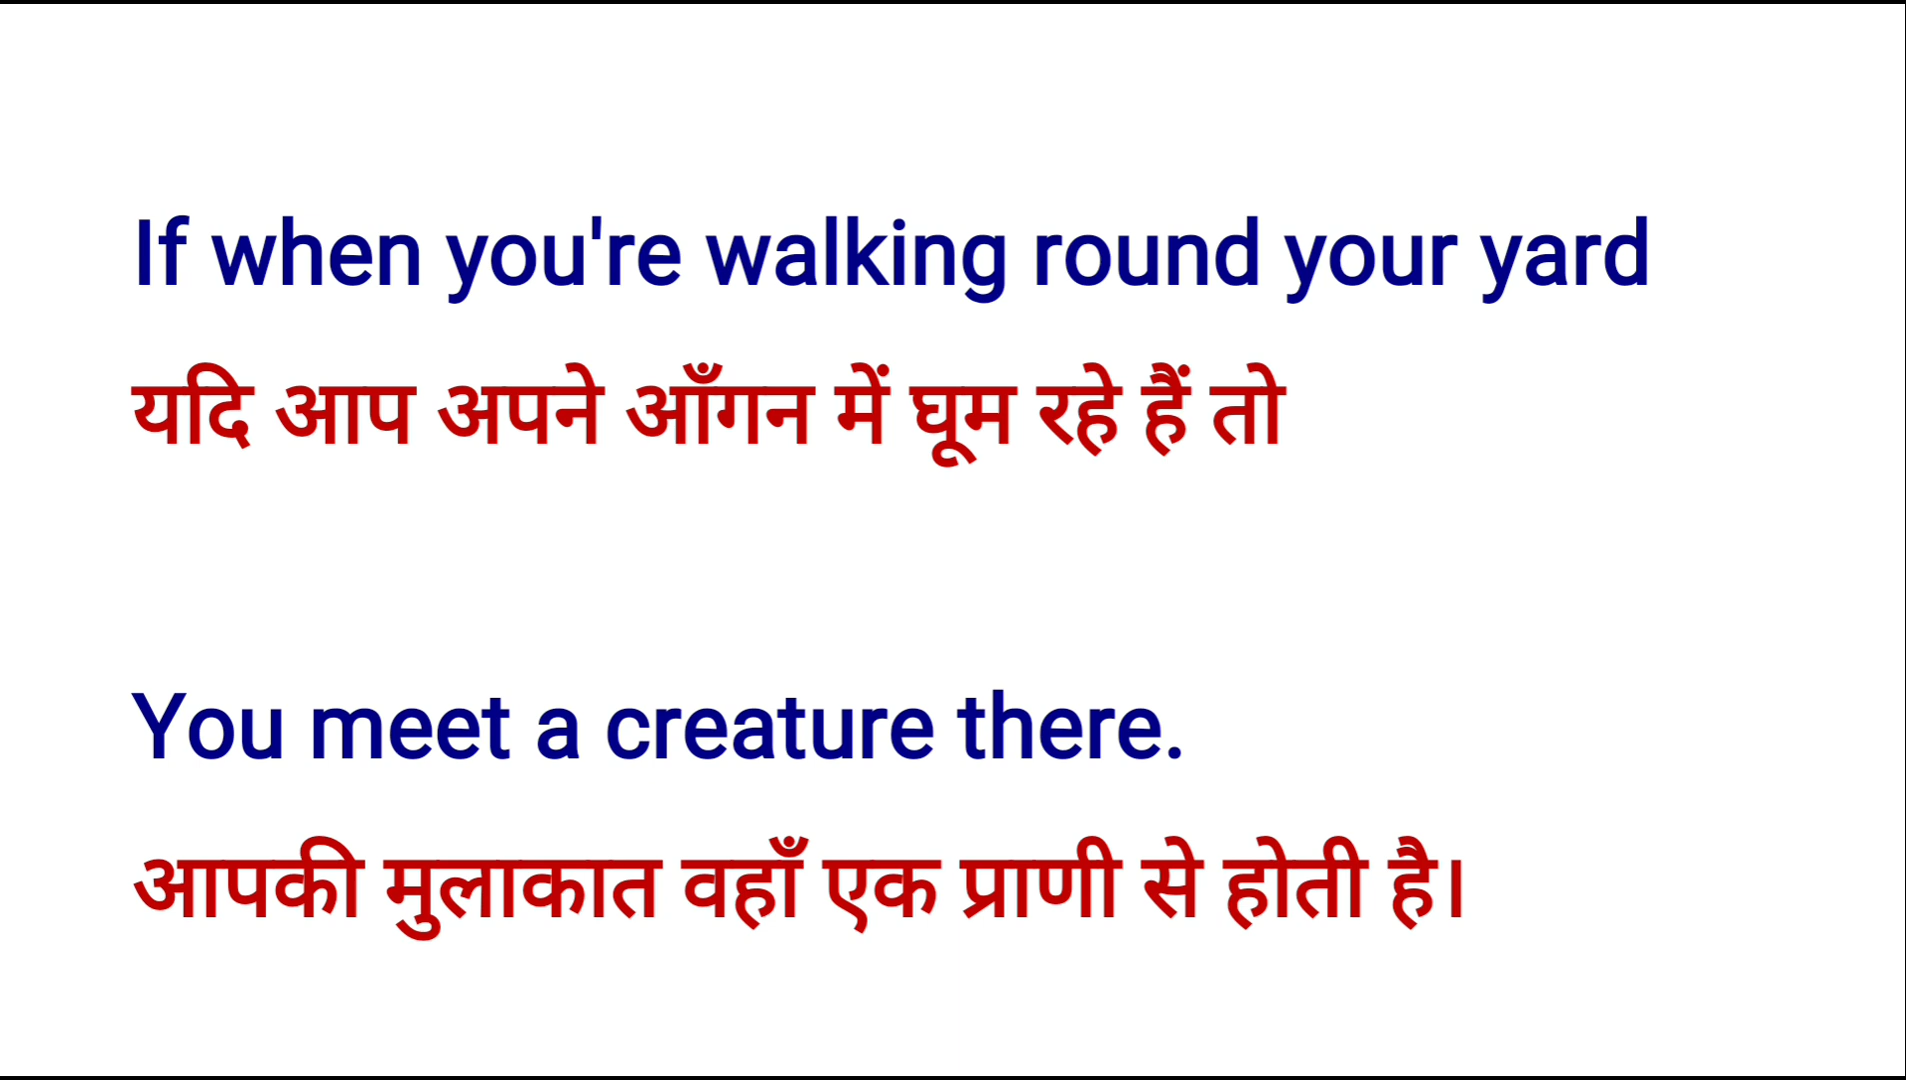 If when you're walking round your yard
यदि आप अपने आँगन में घूम रहे हैं तो
You meet a creature there.
आपकी मुलाकात वहाँ एक प्राणी से होती है।